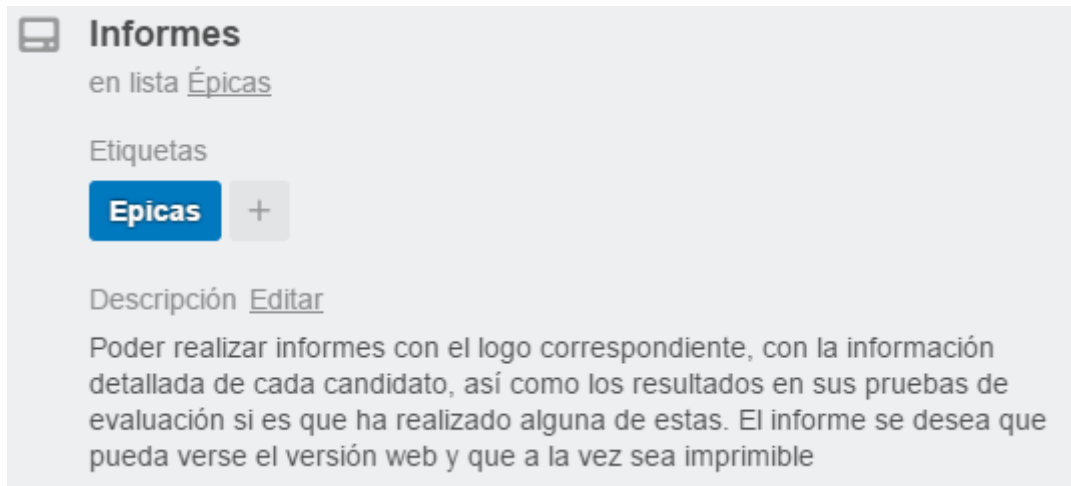 Informes
en lista Épicas
Etiquetas
Epicas +
Descripción Editar
Poder realizar informes con el logo correspondiente, con la información
detallada de cada candidato, así como los resultados en sus pruebas de
evaluación si es que ha realizado alguna de estas. El informe se desea que
pueda verse el versión web y que a la vez sea imprimible